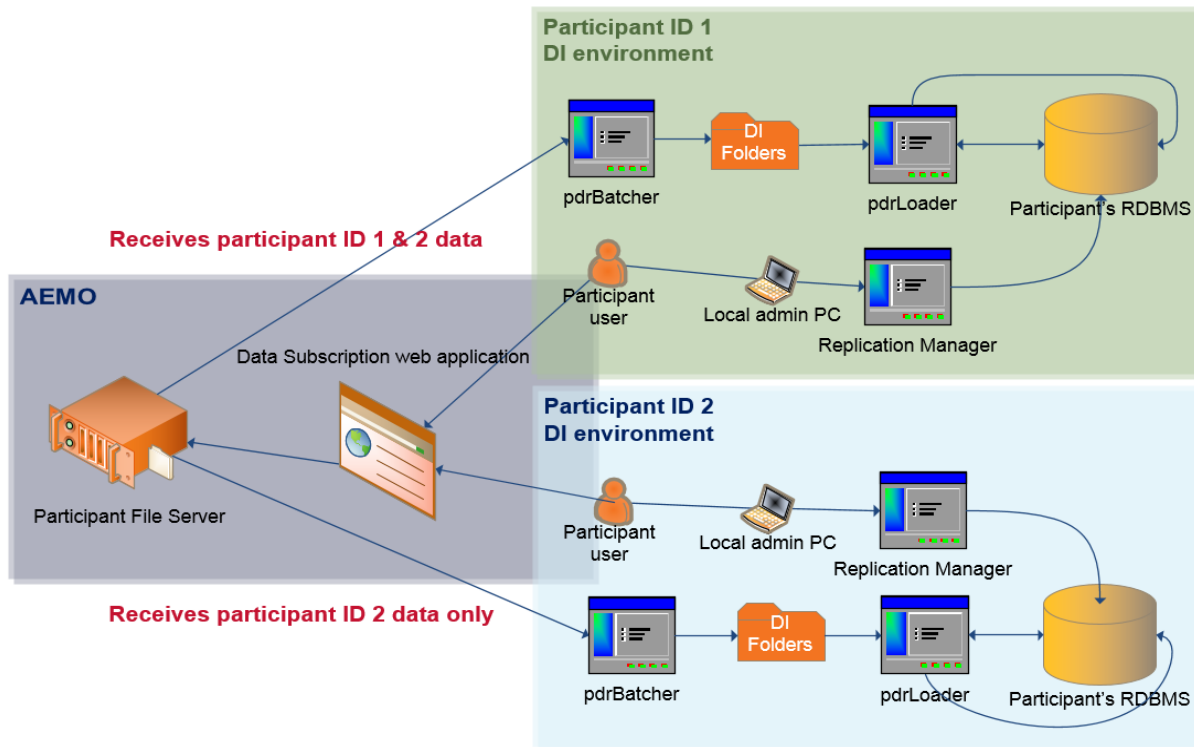 Participant ID 1
DI environment
DI
Folders
pdrBatcher
pdrLoader
Participant's RDBMS
Receives participant ID 1 & 2 data
Participant
user
Local admin PC
Replication Manager
AEMO
Data Subscription web application
Participant File Server
Participant ID 2
DI environment
Participant
user
Local admin PC
Replication Manager
Receives participant ID 2 data only
DI
Folders
pdrBatcher
pdrLoader
Participant's RDBMS